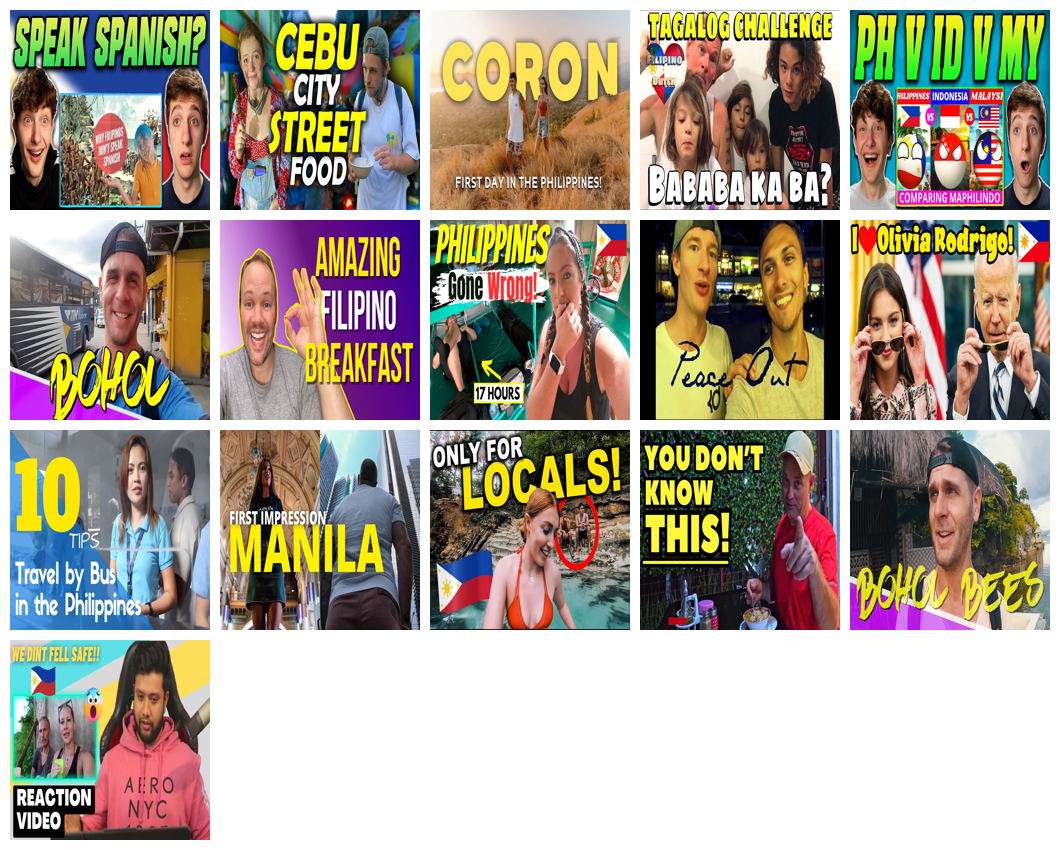 SPEAK SPANISH?
WHY FILIPINOS
DON'T SPEAK
SPANISH
CEBU
CITY
STREET
FOOD
CORON
FIRST DAY IN THE PHILIPPINES!
TAGALOG CHALLENGE
FILIPINO
Dutch
BABABA KA BA?
PH V ID V MY
PHILIPPINES INDONESIA MALAYSI
VS VS
COMPARING MAPHILINDO
BOHOL
AMAZING
FILIPINO
BREAKFAST
PHILIPPINES
Gone Wrong!
17 HOURS
Peace Out
I Olivia Rodrigo!
10
TIPS
Travel by Bus
in the Philippines
FIRST IMPRESSION
MANILA
ONLY FOR
LOCALS!
YOU DON'T
KNOW
THIS!
BOHOL BEES
WE DINT FELL SAFE!!
REACTION
VIDEO
AERO
NYC